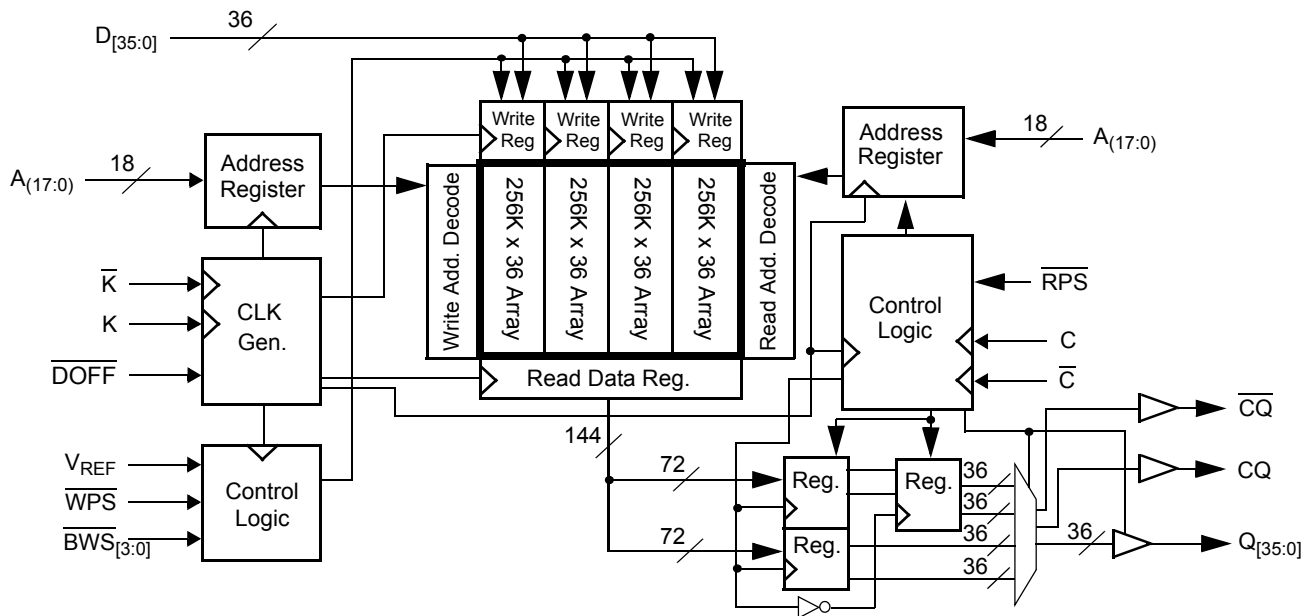 D[35:0]
36
Write Reg
Write Reg
Write Reg
Write Reg
A(17:0)
18
Address Register
Write Add. Decode
256K x 36 Array
256K x 36 Array
256K x 36 Array
256K x 36 Array
Read Add. Decode
Address Register
18
A(17:0)
K̅
K
DOFF
CLK Gen.
Control Logic
RPS
C
C̅
Read Data Reg.
144
VREF
WPS
BWS[3:0]
Control Logic
72
Reg.
Reg.
36
36
72
Reg.
36
36
36
CQ
CQ
Q[35:0]